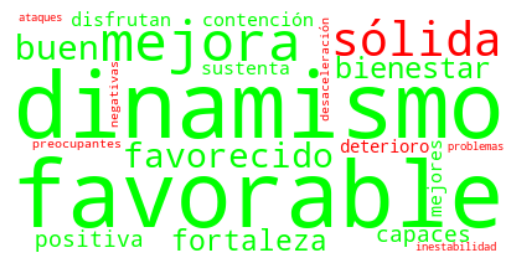 ataques
disfrutan contención
buen mejora sólida
sustenta bienestar
negativas desaceleración
dinamismo
preocupantes favorecido deterioro problemas
mejores
favorable
positiva fortaleza capaces
inestabilidad